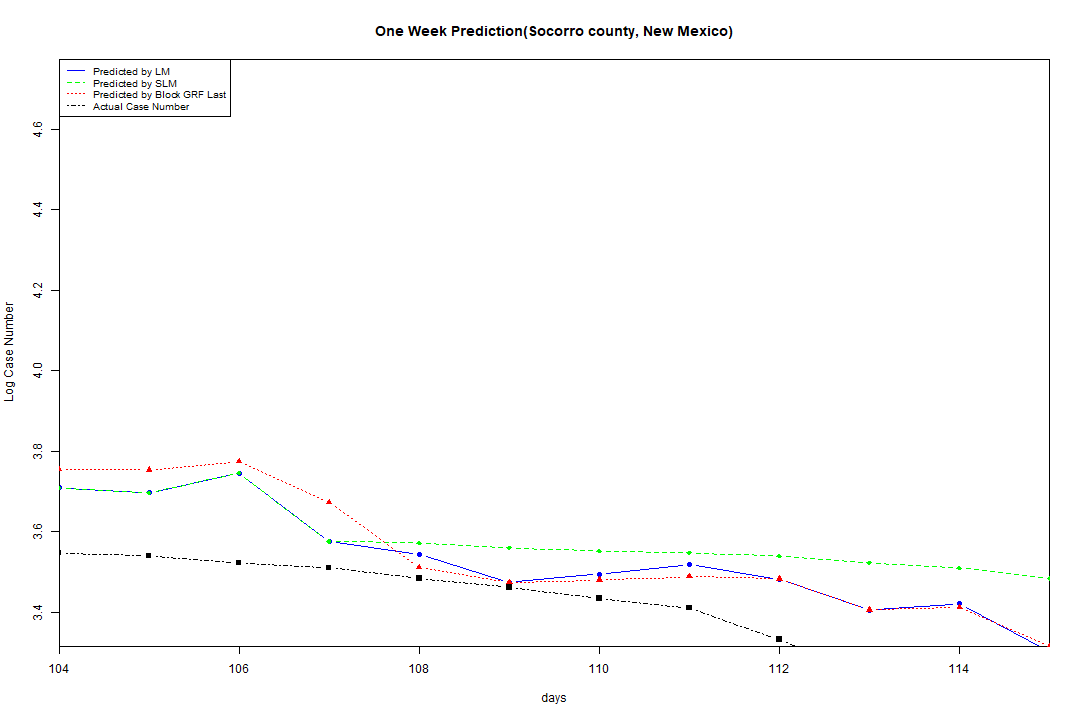 One Week Prediction(Socorro county, New Mexico)
Predicted by LM
Predicted by SLM
Predicted by Block GRF Last
Actual Case Number
4.6
4.4
4.2
4.0
3.8
3.6
3.4
Log Case Number
104
106
108
110
112
114
days